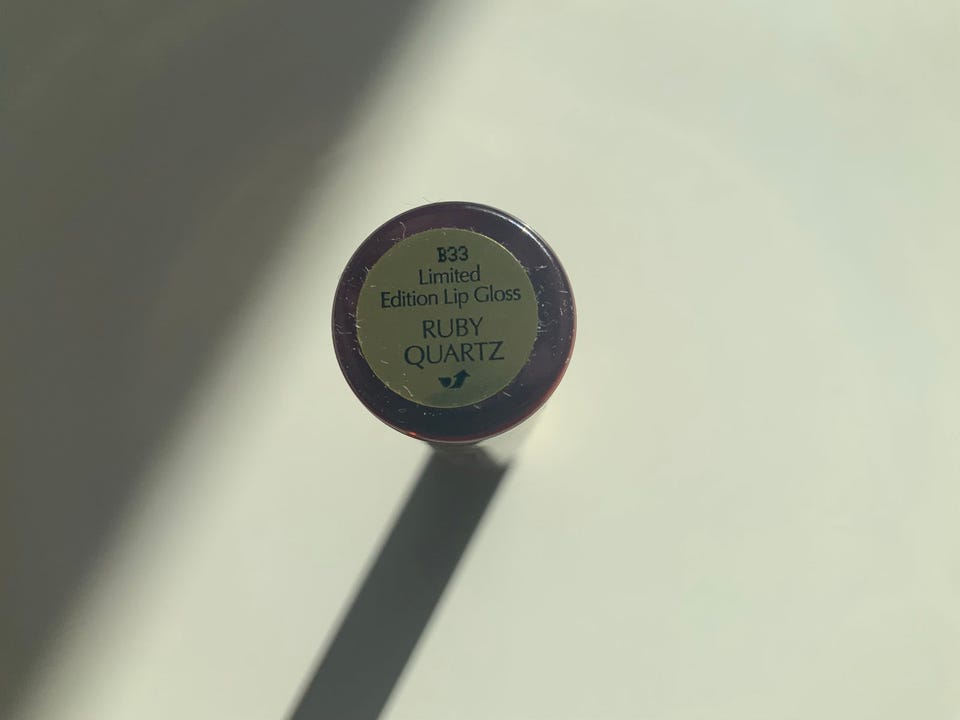 B33
Limited
Edition Lip Gloss
RUBY
QUARTZ